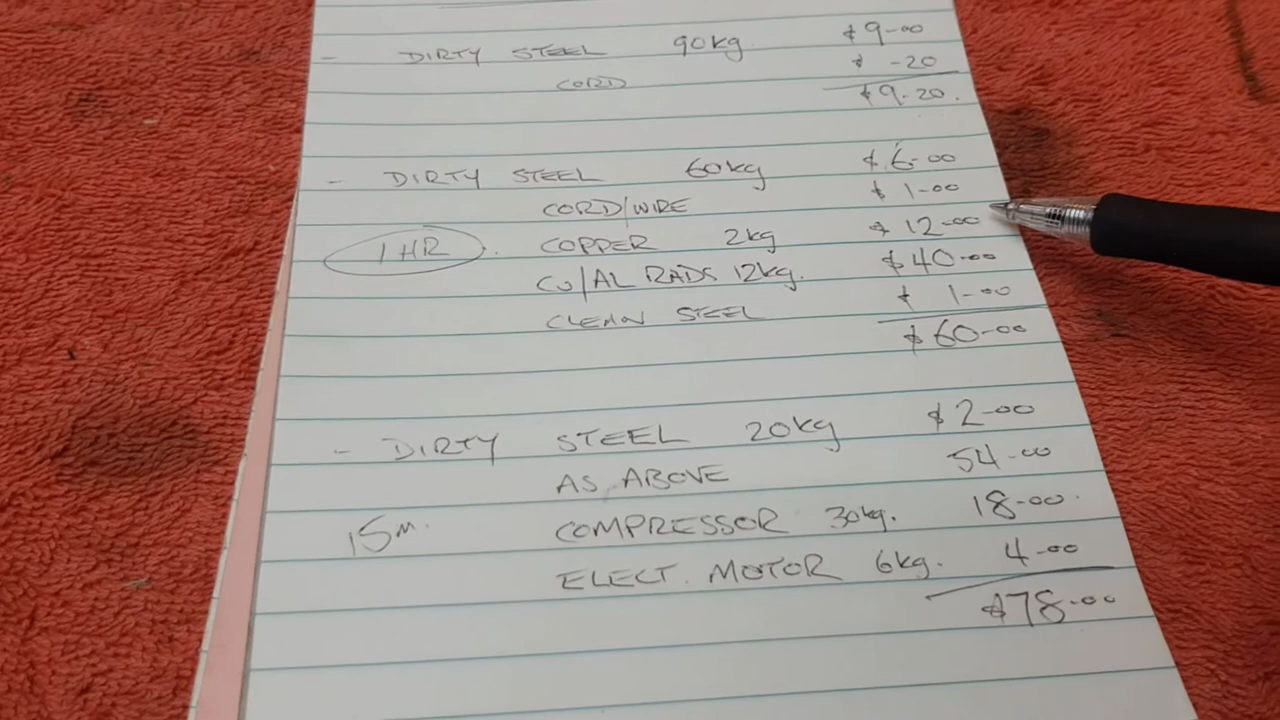 - DIRTY STEEL 90kg $9-00
CORD $ -20
$9-20.
- DIRTY STEEL 60kg $6-00
CORD/WIRE $1-00
1 HR. COPPER 2kg $12-00
CU/AL RADS 12kg. $40-00
CLEAN STEEL $1-00
$60-00
- DIRTY STEEL 20kg $2-00
AS ABOVE 54-00
15m. COMPRESSOR 30kg. 18-00.
ELECT. MOTOR 6kg. 4-00
$78-00